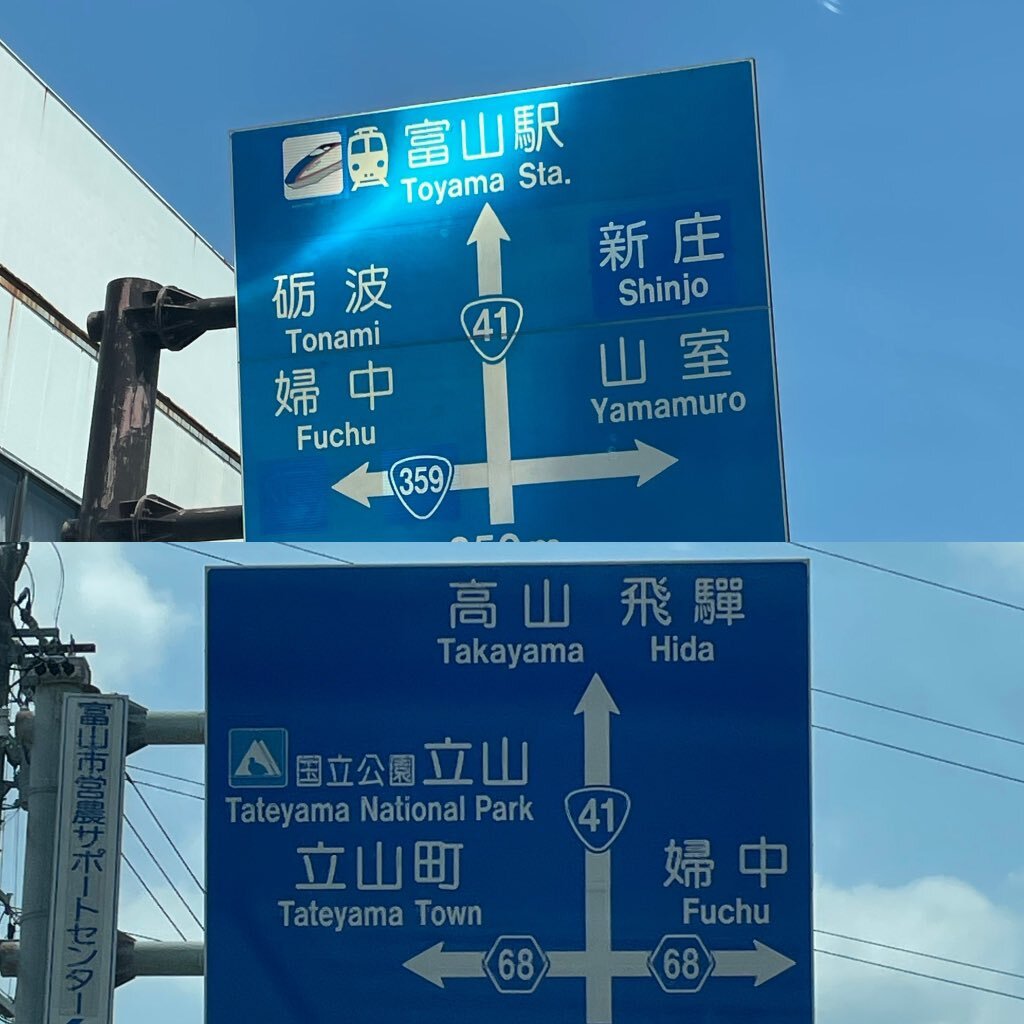 富山駅
Toyama Sta.
新庄
Shinjo
砺波
Tonami
41
山室
Yamamuro
婦中
Fuchu
359
高山 飛驒
Takayama Hida
国立公園 立山
Tateyama National Park
41
立山町
Tateyama Town
婦中
Fuchu
68
68
富山市営農サポートセンター